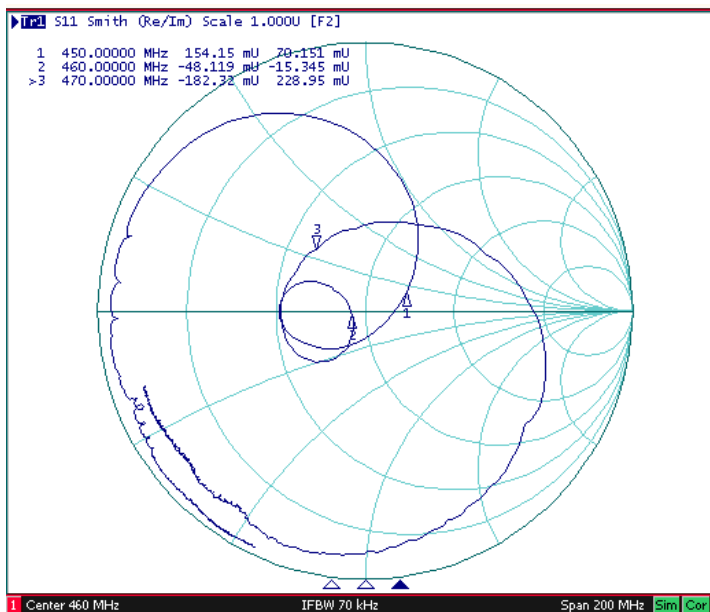 Tr1 S11 Smith (Re/Im) Scale 1.000U [F2]
1 450.00000 MHz 154.15 mU 70.151 mU
2 460.00000 MHz -48.119 mU -15.345 mU
>3 470.00000 MHz -182.32 mU 228.95 mU
3
1
2
1 Center 460 MHz IFBW 70 kHz Span 200 MHz Sim Cor